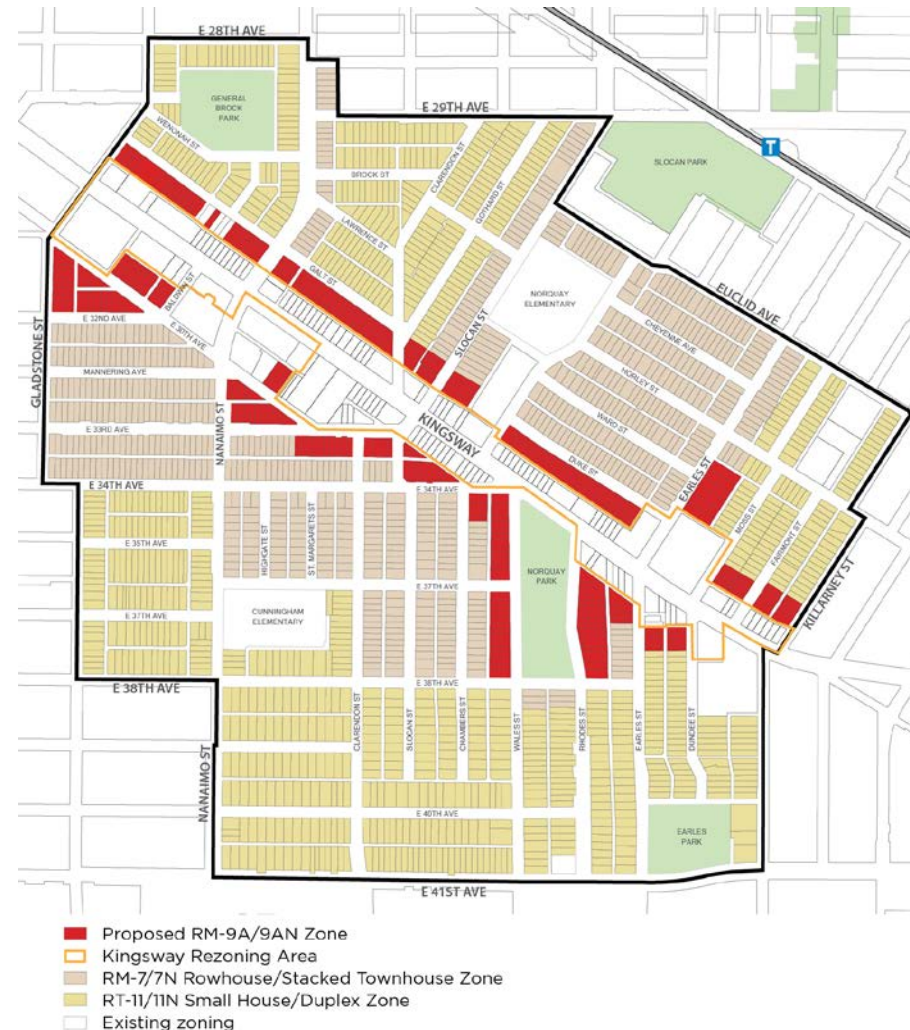 E 28TH AVE
GENERAL
BROCK
PARK
E 29TH AVE
WENONAH ST
CLARENDON ST
SLOCAN PARK
T
BROCK ST
GOTHARD ST
LAWRENCE ST
GALT ST
NORQUAY
ELEMENTARY
EUCLID AVE
BALDWIN ST
SLOCAN ST
CHEYENNE AVE
E 32ND AVE
E 30TH AVE
GLADSTONE ST
HORLEY ST
MANNERING AVE
WARD ST
KINGSWAY
NANAIMO ST
E 33RD AVE
DUKE ST
EARLES ST
E 34TH AVE
E 34TH AVE
MOSS ST
FAIRMONT ST
E 35TH AVE
HIGHGATE ST
ST. MARGARETS ST
NORQUAY
PARK
KILLARNEY ST
E 37TH AVE
E 37TH AVE
CUNNINGHAM
ELEMENTARY
E 38TH AVE
E 38TH AVE
CLARENDON ST
SLOCAN ST
CHAMBERS ST
WALES ST
RHODES ST
EARLES ST
DUNDEE ST
NANAIMO ST
E 40TH AVE
EARLES
PARK
E 41ST AVE
Proposed RM-9A/9AN Zone
Kingsway Rezoning Area
RM-7/7N Rowhouse/Stacked Townhouse Zone
RT-11/11N Small House/Duplex Zone
Existing zoning